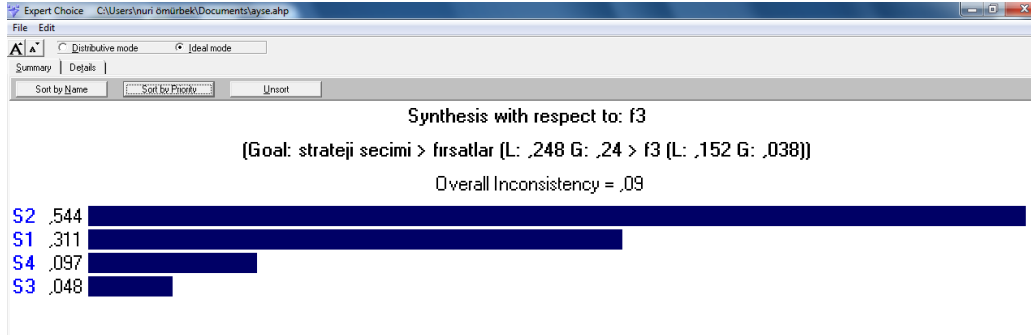 Expert Choice C:\Users\nuri ömürbek\Documents\ayse.ahp
File Edit
A A Distributive mode Ideal mode
Summary Details
Sort by Name Sort by Priority Unsort
Synthesis with respect to: f3
(Goal: strateji secimi > fırsatlar (L: ,248 G: ,24 > f3 (L: ,152 G: ,038))
Overall Inconsistency = ,09
S2 ,544
S1 ,311
S4 ,097
S3 ,048